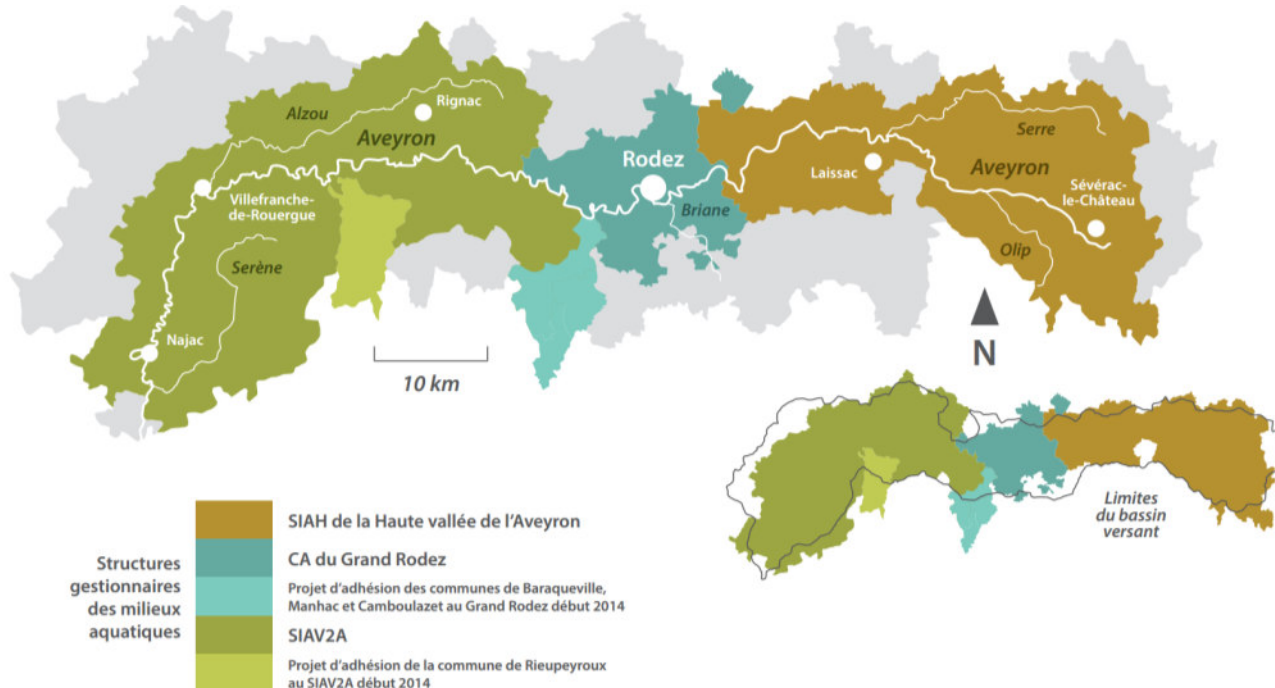 Alzou
Rignac
Aveyron
Villefranche-
de-Rouergue
Serène
Najac
Rodez
Briane
Laissac
Serre
Aveyron
Sévérac-
le-Château
Olip
10 km
N
Limites
du bassin
versant
Structures
gestionnaires
des milieux
aquatiques
SIAH de la Haute vallée de l'Aveyron
CA du Grand Rodez
Projet d'adhésion des communes de Baraqueville,
Manhac et Camboulazet au Grand Rodez début 2014
SIAV2A
Projet d'adhésion de la commune de Rieupeyroux
au SIAV2A début 2014